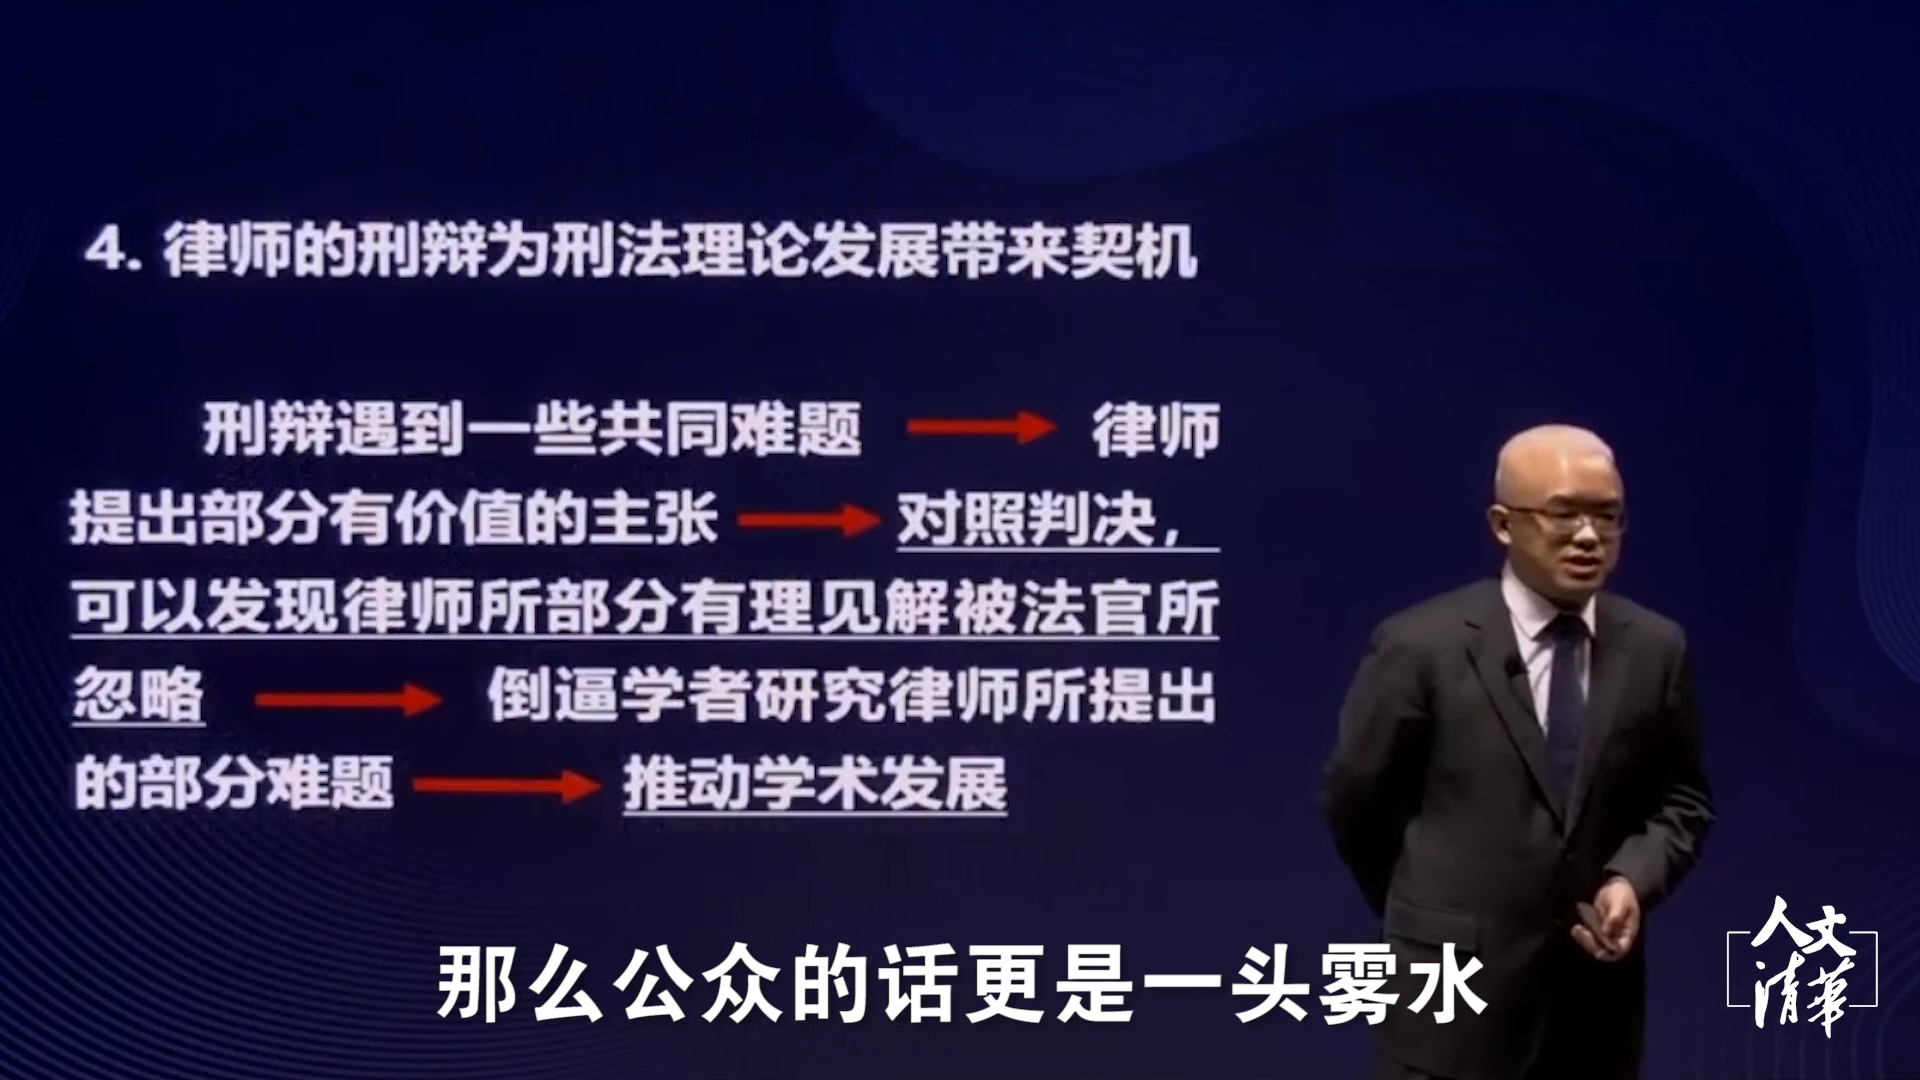 4. 律师的刑辩为刑法理论发展带来契机
刑辩遇到一些共同难题 → 律师
提出部分有价值的主张 → 对照判决，
可以发现律师所部分有理见解被法官所
忽略 → 倒逼学者研究律师所提出
的部分难题 → 推动学术发展
那么公众的话更是一头雾水
人文
清華